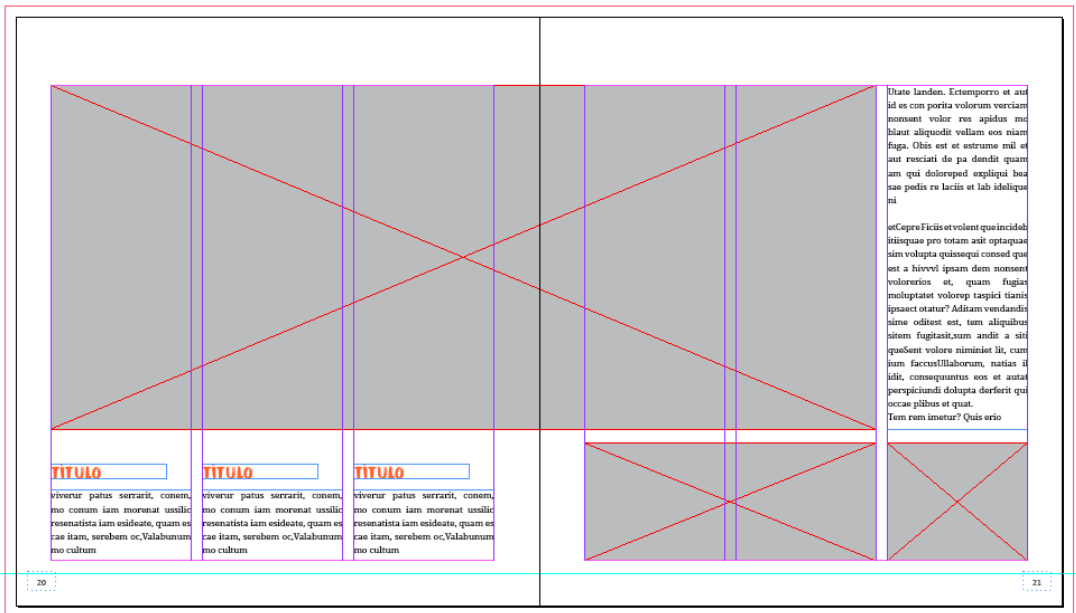 TÍTULO
viverur patus serrarit, conem,
mo conum iam morenat ussilic
resenatista iam esideate, quam es
cae itam, serebem oc,Valabunum
mo cultum
TÍTULO
viverur patus serrarit, conem,
mo conum iam morenat ussilic
resenatista iam esideate, quam es
cae itam, serebem oc,Valabunum
mo cultum
TÍTULO
viverur patus serrarit, conem,
mo conum iam morenat ussilic
resenatista iam esideate, quam es
cae itam, serebem oc,Valabunum
mo cultum
20
Utate landen. Ectemporro et aut
id es con porita volorum verciam
nonsent volor res apidus mo
blaut aliquodit vellam eos niam
fuga. Obis est et estrume mil et
aut resciati de pa dendit quam
am qui doloreped expliqui bea
sae pedis re laciis et lab idelique
ni
etCepre Ficiis et volent que incideb
itiisquae pro totam asit optaquae
sim volupta quissequi consed que
est a hivvvl ipsam dem nonsent
volorerios et, quam fugias
moluptatet volorep taspici tianis
ipsaect otatur? Aditam vendandis
sime oditest est, tem aliquibus
sitem fugitasit,sum andit a siti
queSent volore niminiet lit, cum
ium faccusUllaborum, natias il
idit, consequuntus eos et autat
perspiciundi dolupta derferit qui
occae plibus et quat.
Tem rem imetur? Quis erio
21